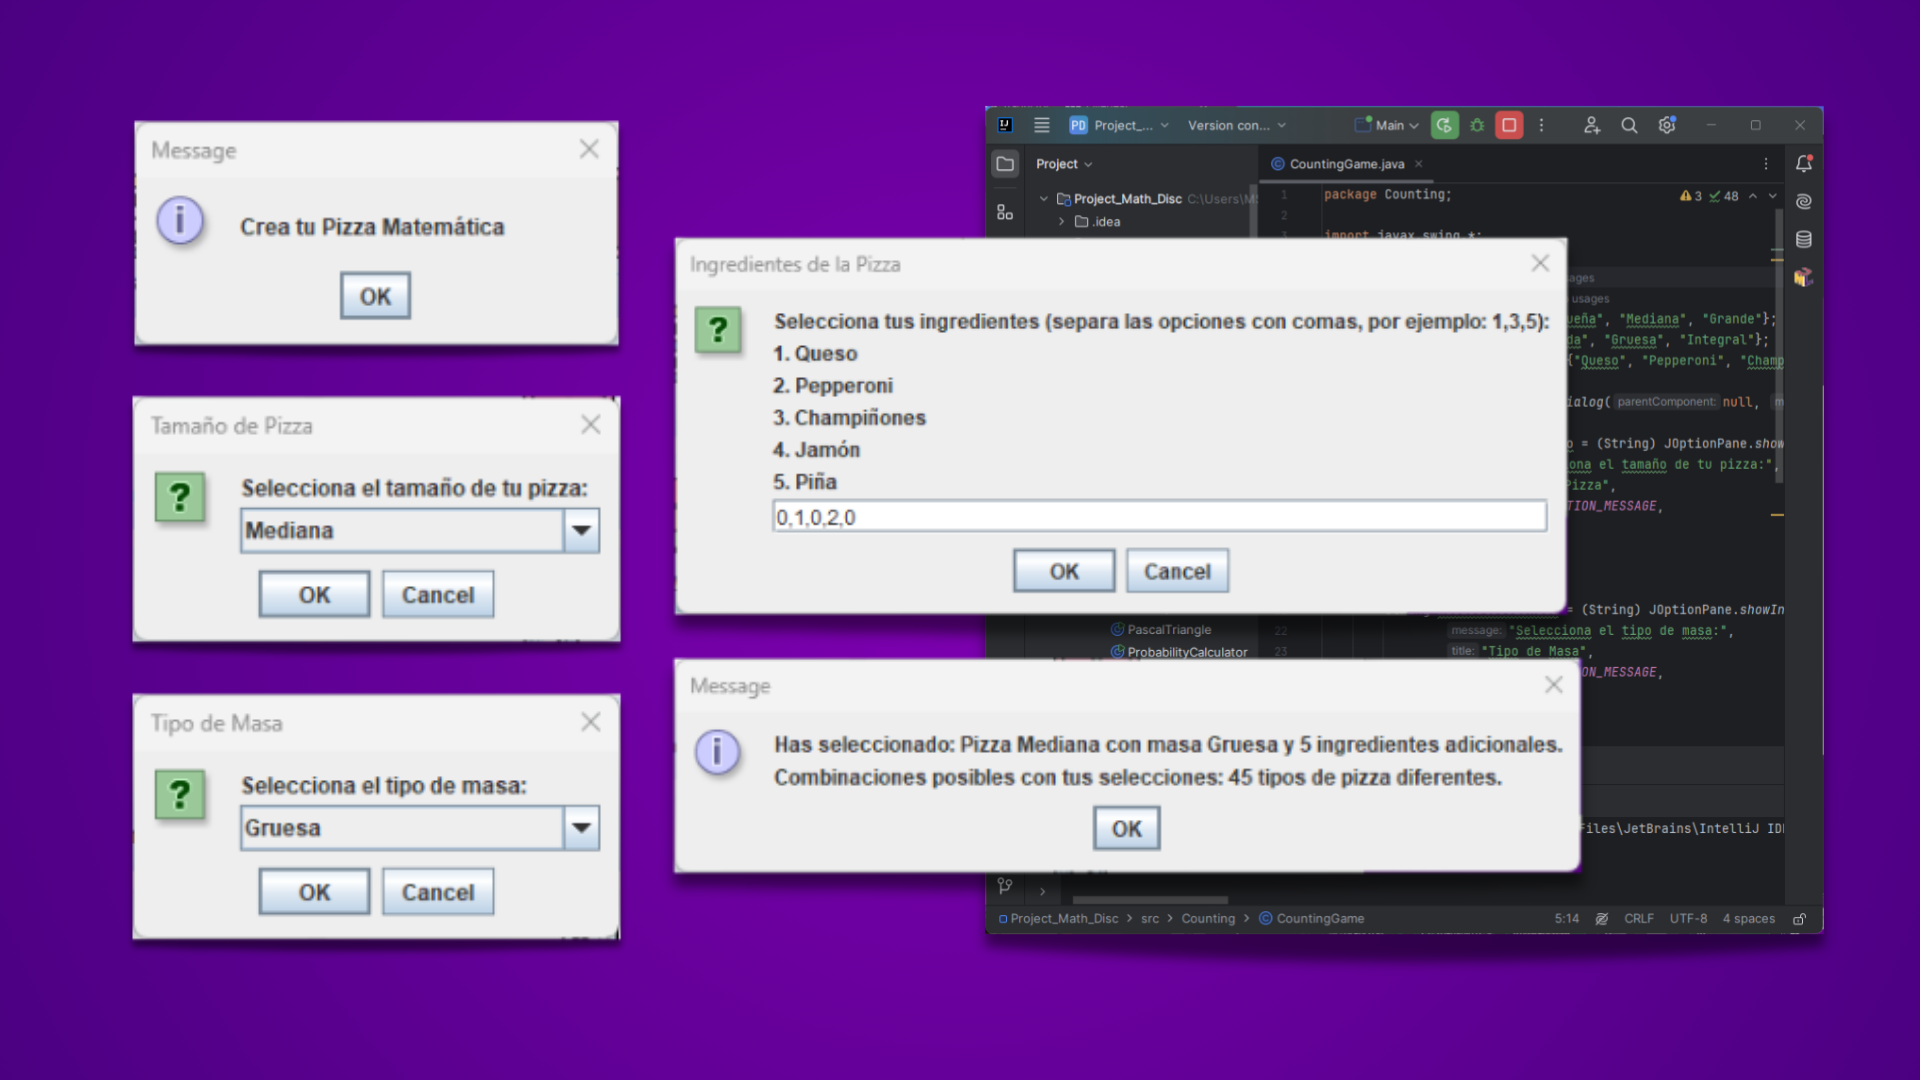 Message
Crea tu Pizza Matemática
OK
Tamaño de Pizza
Selecciona el tamaño de tu pizza:
Mediana
OK Cancel
Tipo de Masa
Selecciona el tipo de masa:
Gruesa
OK Cancel
Ingredientes de la Pizza
Selecciona tus ingredientes (separa las opciones con comas, por ejemplo: 1,3,5):
1. Queso
2. Pepperoni
3. Champiñones
4. Jamón
5. Piña
0,1,0,2,0
OK Cancel
Message
Has seleccionado: Pizza Mediana con masa Gruesa y 5 ingredientes adicionales.
Combinaciones posibles con tus selecciones: 45 tipos de pizza diferentes.
OK
PD Project_... Version con... Main
Project
CountingGame.java
Project_Math_Disc C:\Users\M
.idea
1 package Counting;
3 48
2
3 import javax.swing.*;
ages
usages
ueña", "Mediana", "Grande"};
da", "Gruesa", "Integral"};
{"Queso", "Pepperoni", "Champ
ialog( parentComponent: null, m
o = (String) JOptionPane.show
ona el tamaño de tu pizza:",
Pizza",
TION_MESSAGE,
= (String) JOptionPane.showIn
PascalTriangle
22 message: "Selecciona el tipo de masa:",
ProbabilityCalculator
23 title: "Tipo de Masa",
ON_MESSAGE,
Files\JetBrains\IntelliJ ID
Project_Math_Disc > src > Counting > CountingGame
5:14 CRLF UTF-8 4 spaces